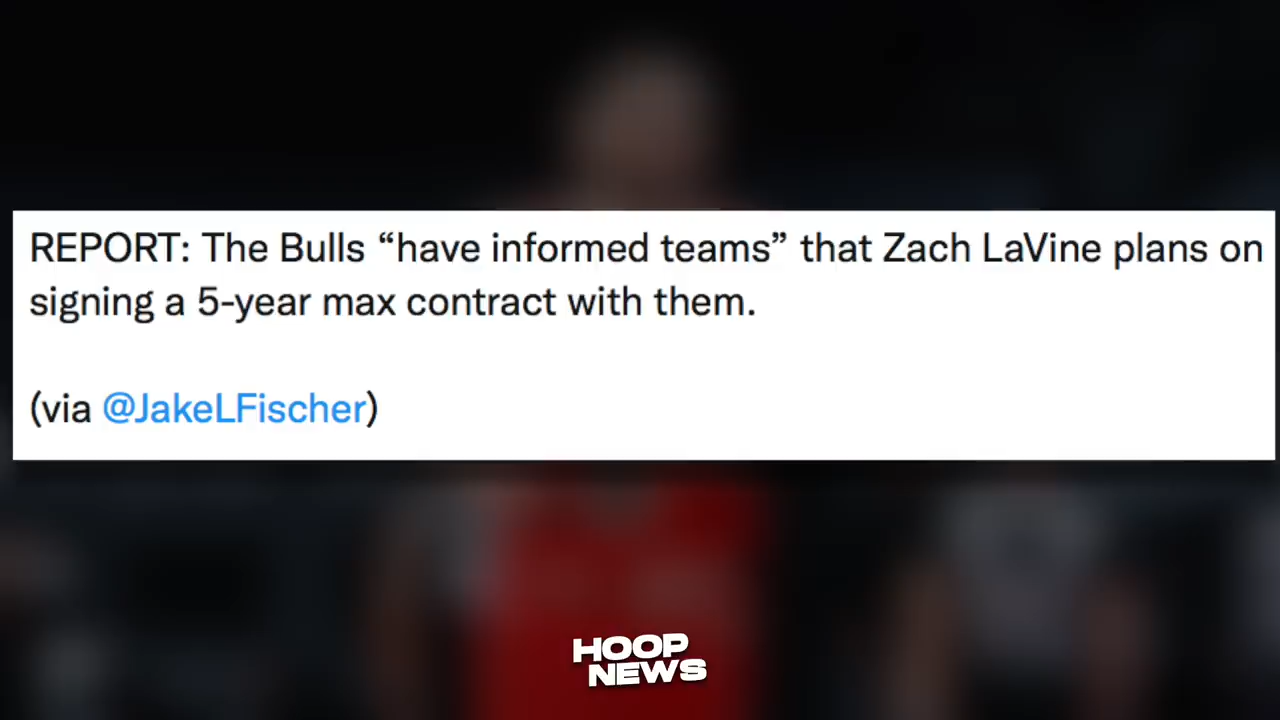 REPORT: The Bulls “have informed teams” that Zach LaVine plans on
signing a 5-year max contract with them.
(via @JakeLFischer)
HOOP
NEWS